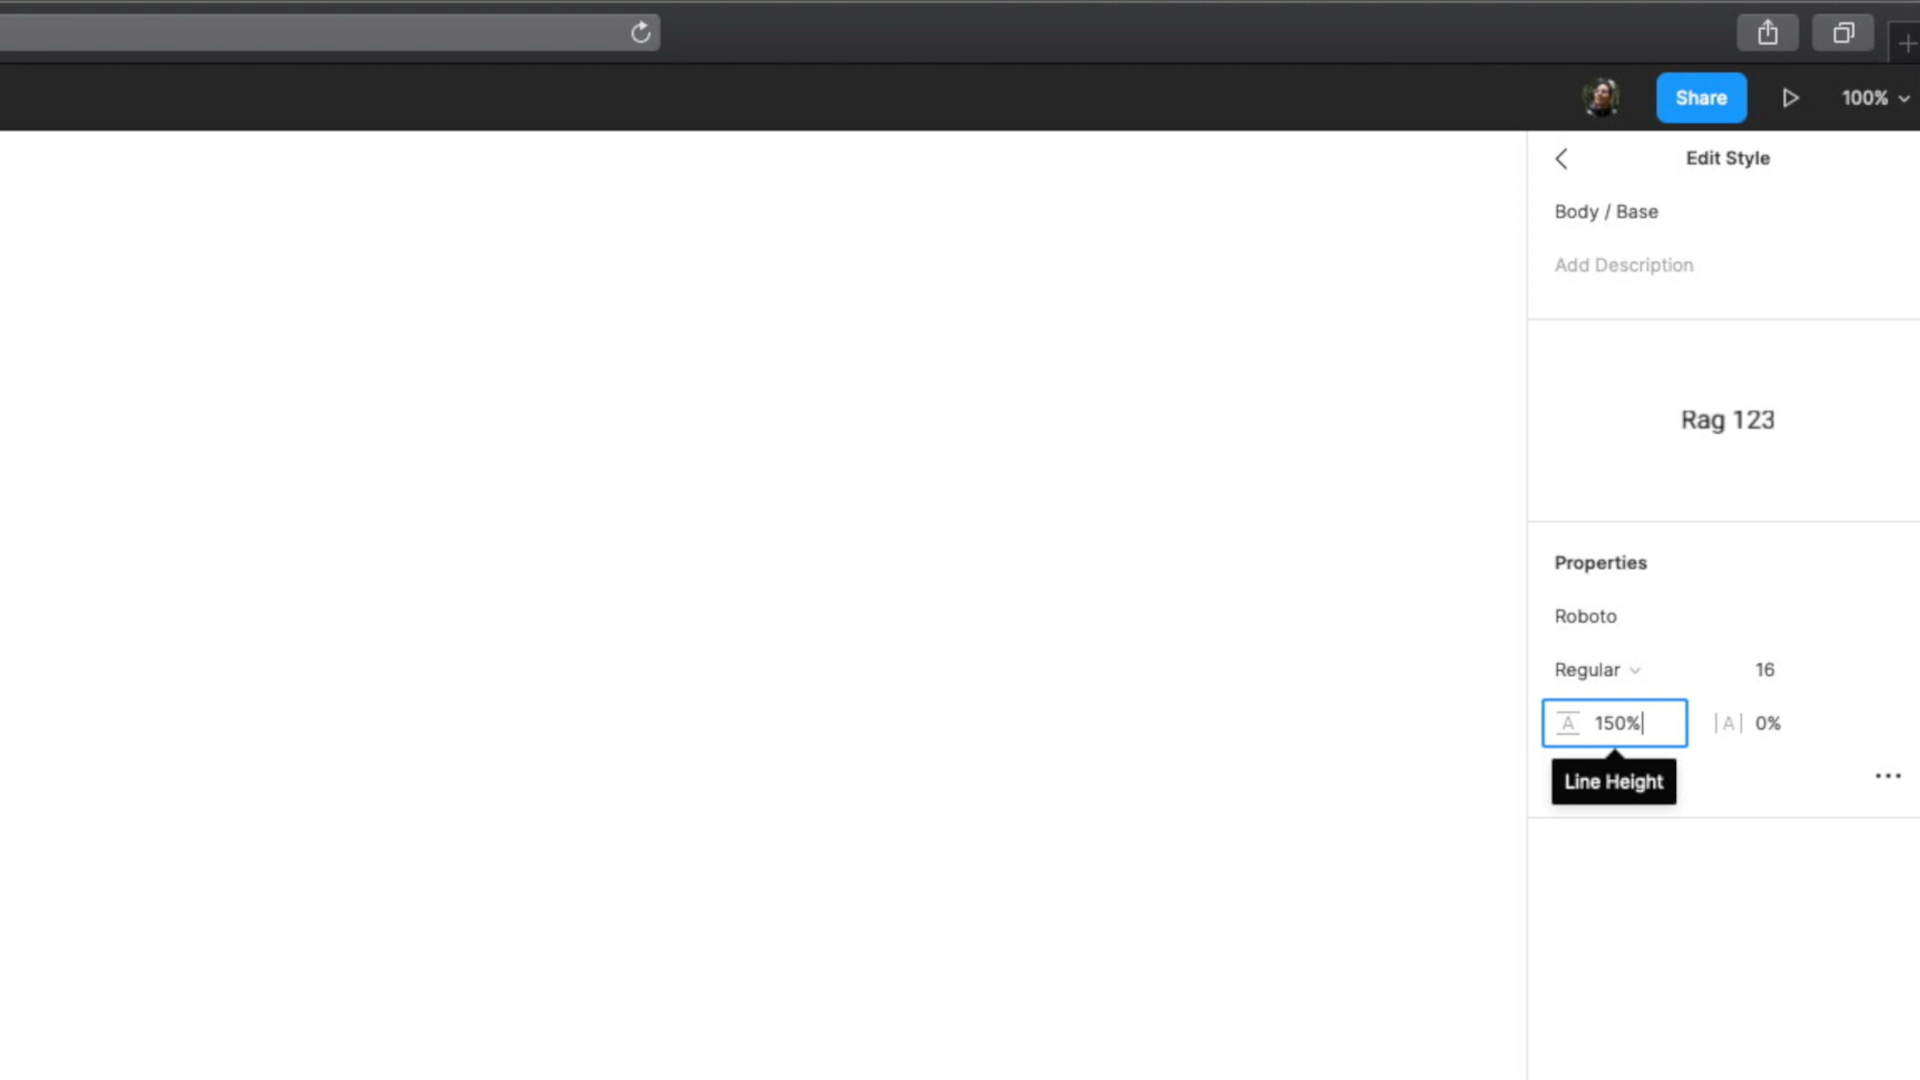 Share
100%
Edit Style
Body / Base
Add Description
Rag 123
Properties
Roboto
Regular 16
A 150% |A| 0%
Line Height